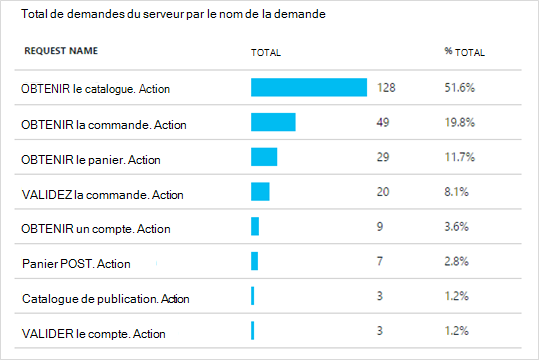 Total de demandes du serveur par le nom de la demande
REQUEST NAME TOTAL % TOTAL
OBTENIR le catalogue. Action 128 51.6%
OBTENIR la commande. Action 49 19.8%
OBTENIR le panier. Action 29 11.7%
VALIDEZ la commande. Action 20 8.1%
OBTENIR un compte. Action 9 3.6%
Panier POST. Action 7 2.8%
Catalogue de publication. Action 3 1.2%
VALIDER le compte. Action 3 1.2%